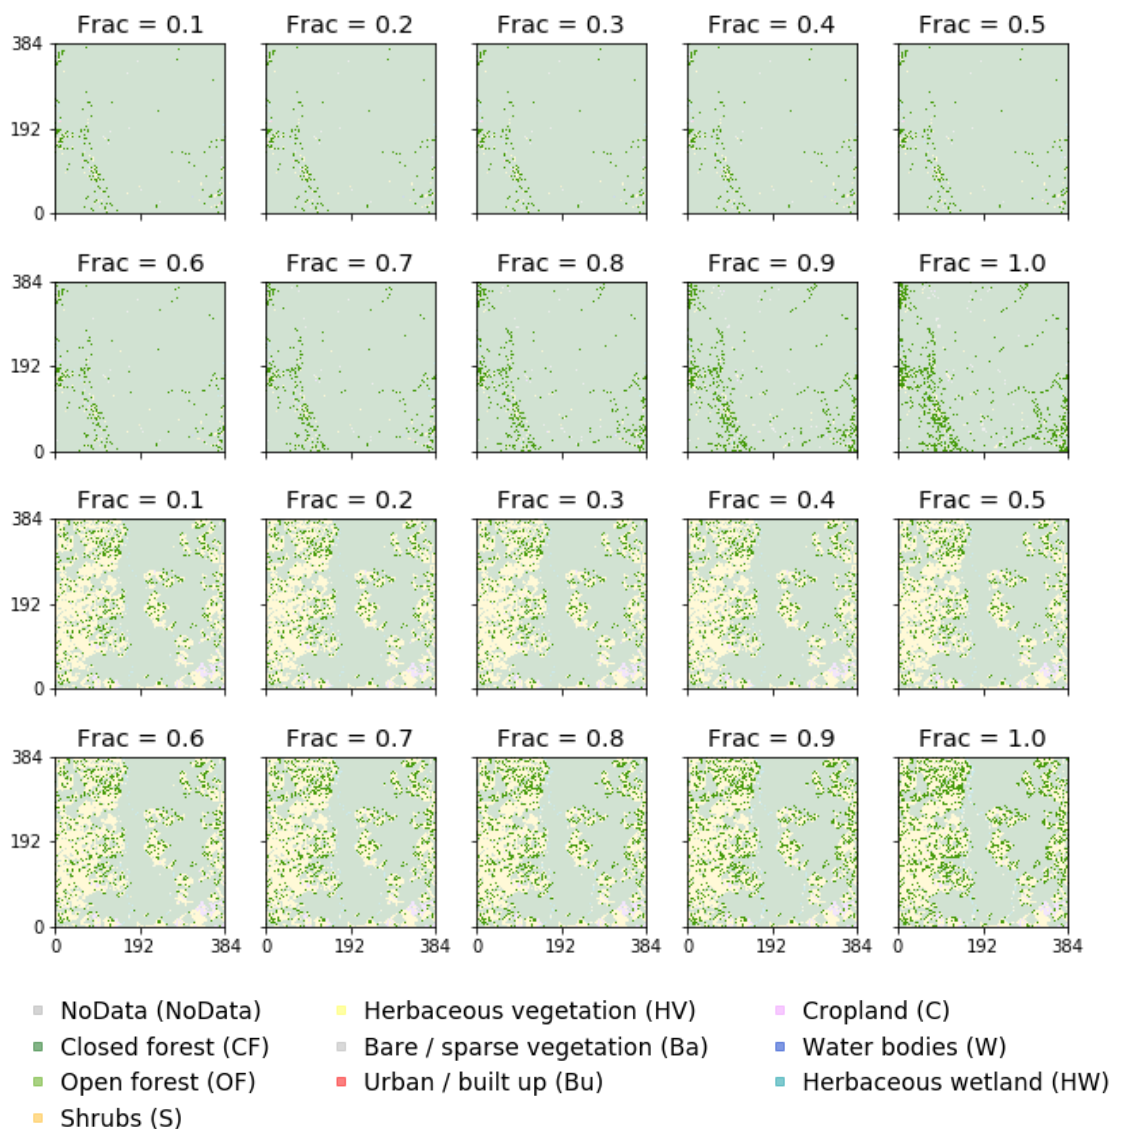 Frac = 0.1 Frac = 0.2 Frac = 0.3 Frac = 0.4 Frac = 0.5
384
192
0
Frac = 0.6 Frac = 0.7 Frac = 0.8 Frac = 0.9 Frac = 1.0
384
192
0
Frac = 0.1 Frac = 0.2 Frac = 0.3 Frac = 0.4 Frac = 0.5
384
192
0
Frac = 0.6 Frac = 0.7 Frac = 0.8 Frac = 0.9 Frac = 1.0
384
192
0
0 192 384 0 192 384 0 192 384 0 192 384 0 192 384
NoData (NoData) Herbaceous vegetation (HV) Cropland (C)
Closed forest (CF) Bare / sparse vegetation (Ba) Water bodies (W)
Open forest (OF) Urban / built up (Bu) Herbaceous wetland (HW)
Shrubs (S)